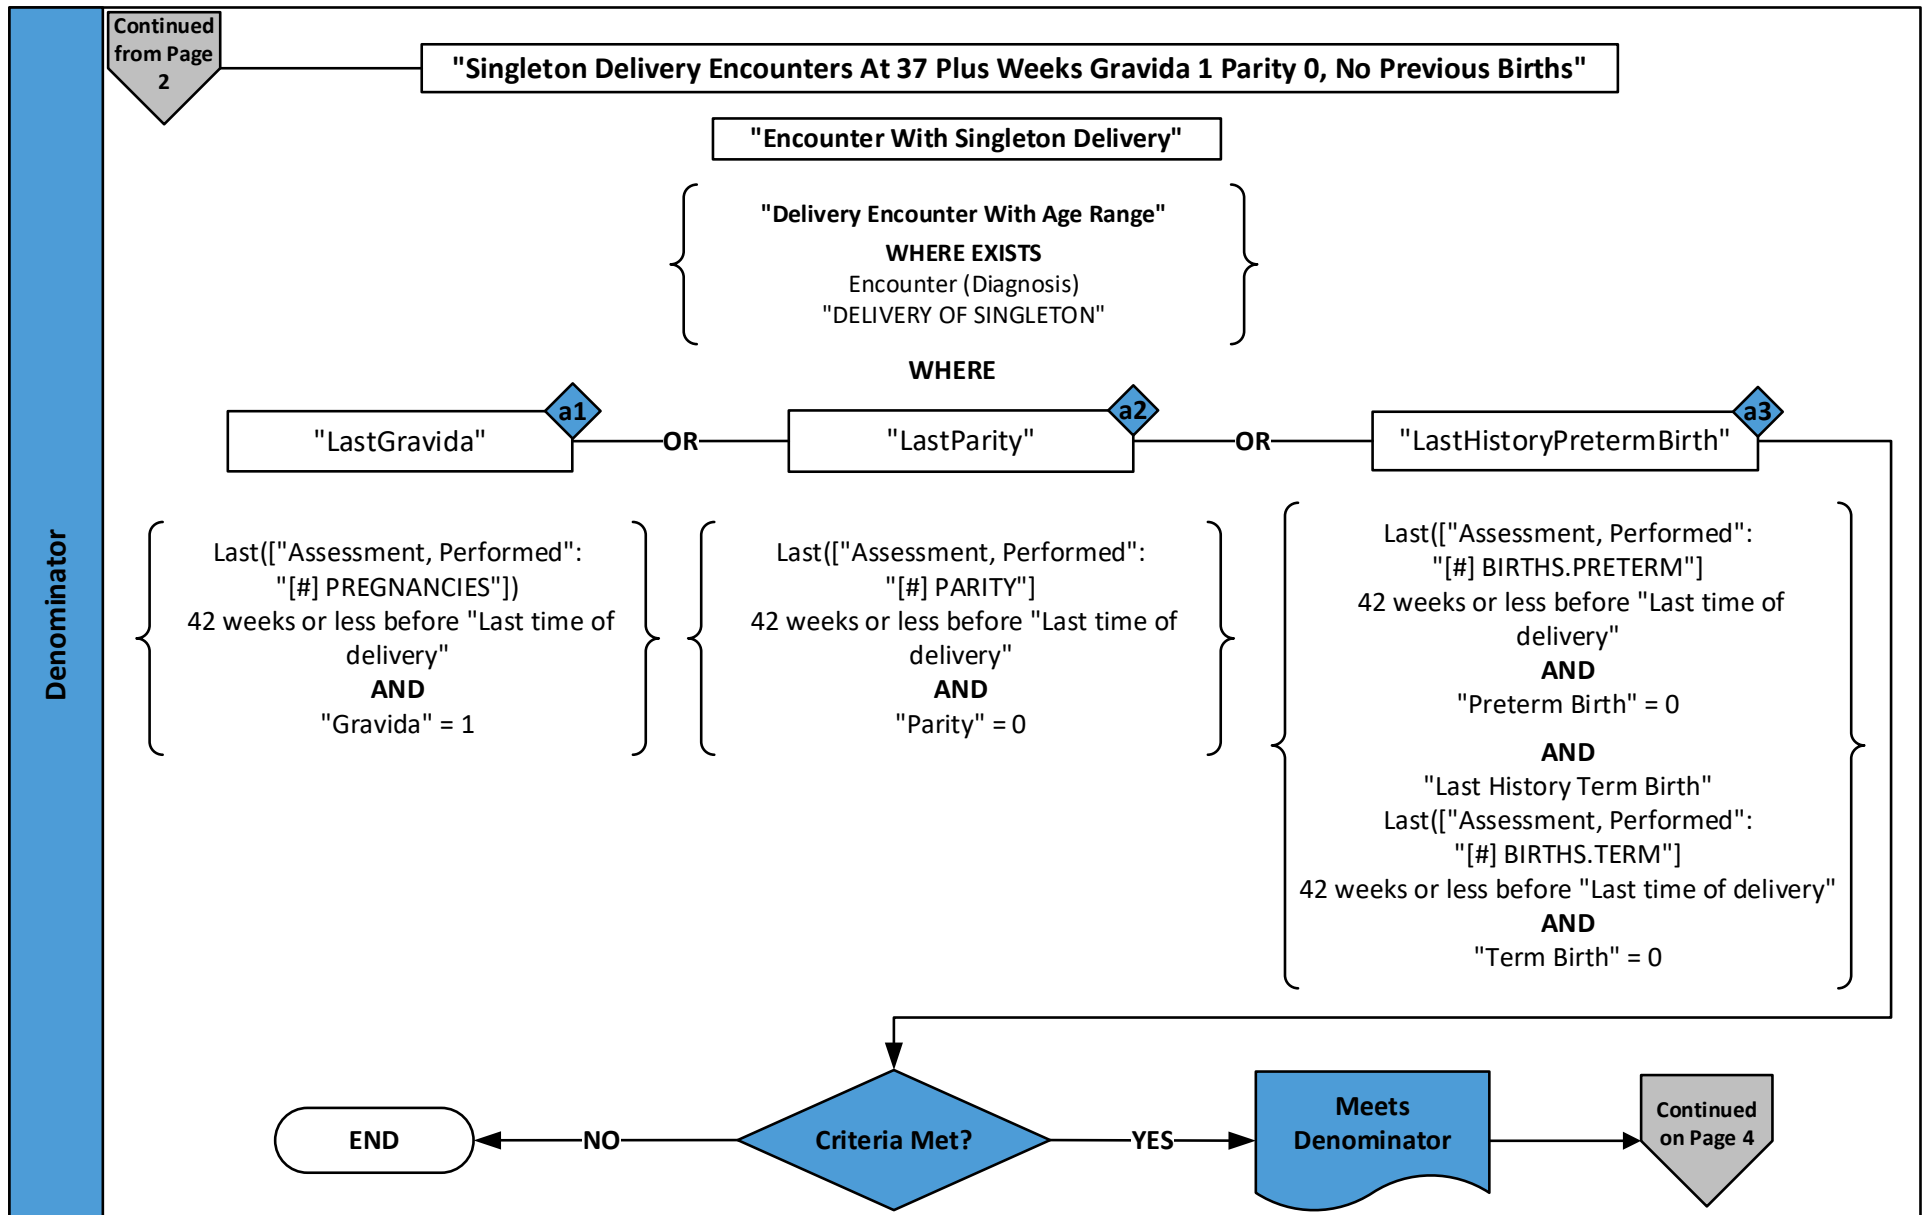 Continued
from Page
2
"Singleton Delivery Encounters At 37 Plus Weeks Gravida 1 Parity 0, No Previous Births"
"Encounter With Singleton Delivery"
"Delivery Encounter With Age Range"
WHERE EXISTS
Encounter (Diagnosis)
"DELIVERY OF SINGLETON"
WHERE
a1
"LastGravida"
OR
a2
"LastParity"
OR
a3
"LastHistoryPretermBirth"
Last(["Assessment, Performed":
"[#] PREGNANCIES"])
42 weeks or less before "Last time of
delivery"
AND
"Gravida" = 1
Last(["Assessment, Performed":
"[#] PARITY"]
42 weeks or less before "Last time of
delivery"
AND
"Parity" = 0
Last(["Assessment, Performed":
"[#] BIRTHS.PRETERM"]
42 weeks or less before "Last time of
delivery"
AND
"Preterm Birth" = 0
AND
"Last History Term Birth"
Last(["Assessment, Performed":
"[#] BIRTHS.TERM"]
42 weeks or less before "Last time of delivery"
AND
"Term Birth" = 0
Denominator
END
NO
Criteria Met?
YES
Meets
Denominator
Continued
on Page 4